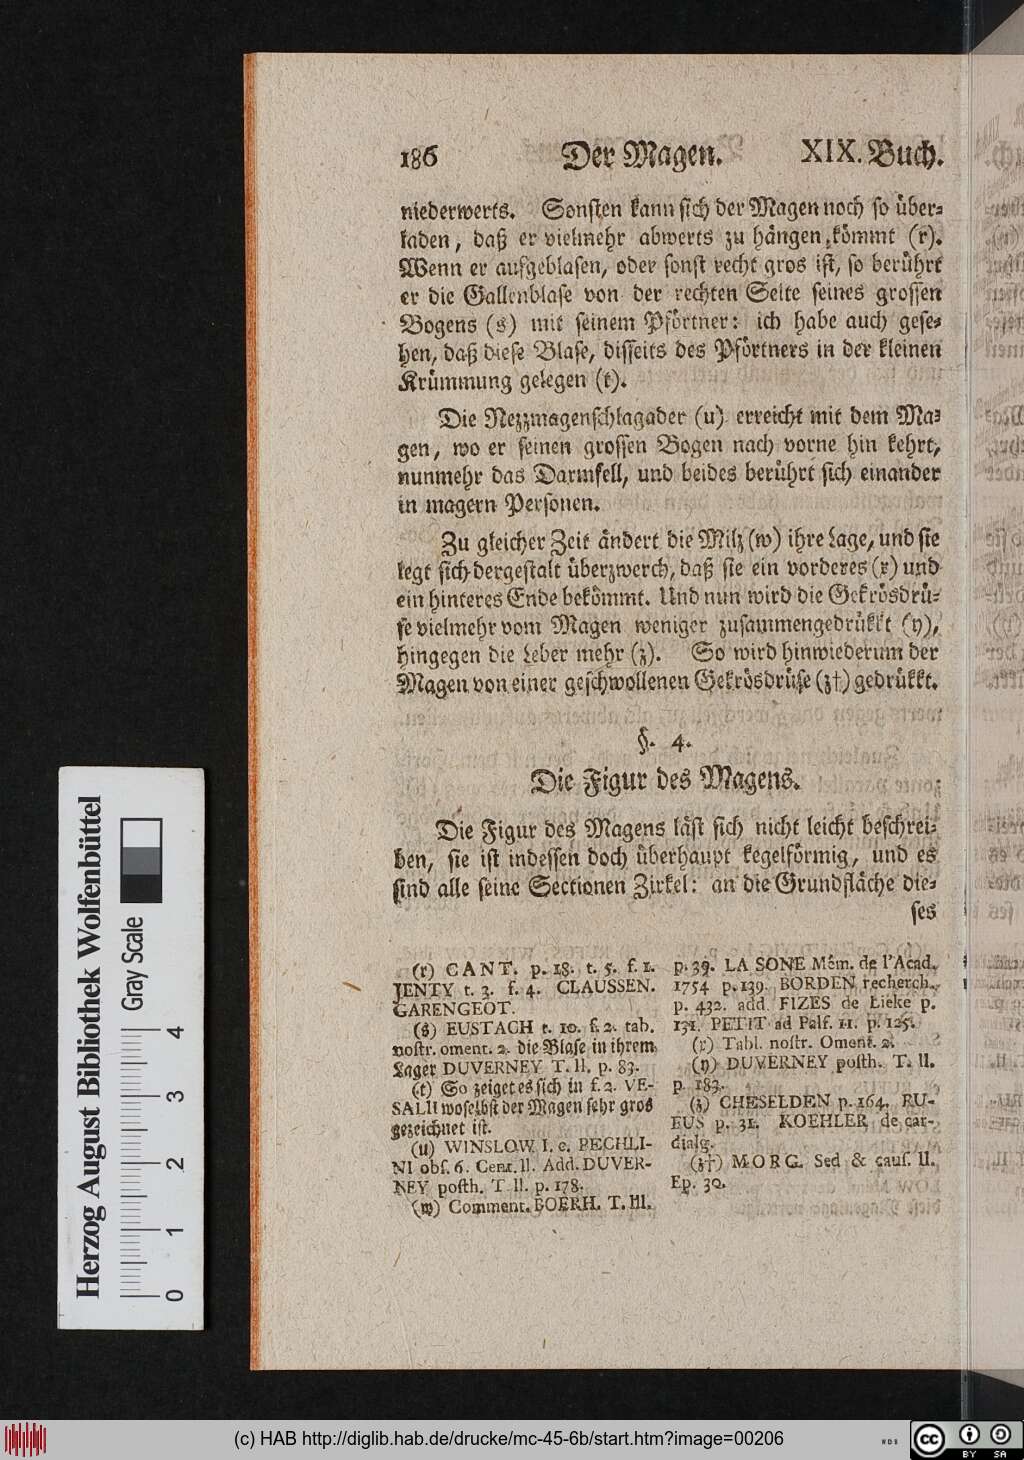 186 Der Magen. XIX. Buch.
niederwerts. Sonsten kann sich der Magen noch so über-
laden, daß er vielmehr abwerts zu hängen kömmt (r).
Wenn er aufgeblasen, oder sonst recht gros ist, so berührt
er die Gallenblase von der rechten Seite seines grossen
Bogens (s) mit seinem Pförtner: ich habe auch gese-
hen, daß diese Blase, disseits des Pförtners in der kleinen
Krümmung gelegen (t).
Die Nezzmagenschlagader (u) erreicht mit dem Ma-
gen, wo er seinen grossen Bogen nach vorne hin kehrt,
nunmehr das Darmfell, und beides berührt sich einander
in magern Personen.
Zu gleicher Zeit ändert die Milz (w) ihre Lage, und sie
legt sich dergestalt überzwerch, daß sie ein vorderes (x) und
ein hinteres Ende bekömmt. Und nun wird die Gekrösdrü-
se vielmehr vom Magen weniger zusammengedrükkt (y),
hingegen die Leber mehr (z). So wird hinwiederum der
Magen von einer geschwollenen Gekrösdrüse (z†) gedrükkt.
§. 4.
Die Figur des Magens.
Die Figur des Magens läst sich nicht leicht beschrei-
ben, sie ist indessen doch überhaupt kegelförmig, und es
sind alle seine Sectionen Zirkel: an die Grundfläche die-
ses
(r) CANT. p. 18. t. 5. f. 1.
JENTY t. 3. f. 4. CLAUSSEN.
GARENGEOT.
(s) EUSTACH t. 10. f. 2. tab.
nostr. oment. 2. die Blase in ihrem
Lager DUVERNEY T. II. p. 83.
(t) So zeiget es sich in f. 2. VE-
SALII woselbst der Magen sehr gros
gezeichnet ist.
(u) WINSLOW l. c. PECHLI-
NI obs. 6. Cent. II. Add. DUVER-
NEY posth. T. II. p. 178.
(w) Comment. BOERH. T. III.
p. 39. LA SONE Mêm. de l'Acad.
1754 p. 139. BORDEN recherch.
p. 432. add. FIZES de Lieke p.
131. PETIT ad Palf. 11. p. 125.
(x) Tabl. nostr. Oment. 2.
(y) DUVERNEY posth. T. II.
p. 183.
(z) CHESELDEN p. 164. RU-
EUS p. 31. KOEHLER de car-
dialg.
(z†) MORG. Sed & caus. II.
Ep. 30.
Herzog August Bibliothek Wolfenbüttel
Gray Scale
0 1 2 3 4
(c) HAB http://diglib.hab.de/drucke/mc-45-6b/start.htm?image=00206
cc BY SA